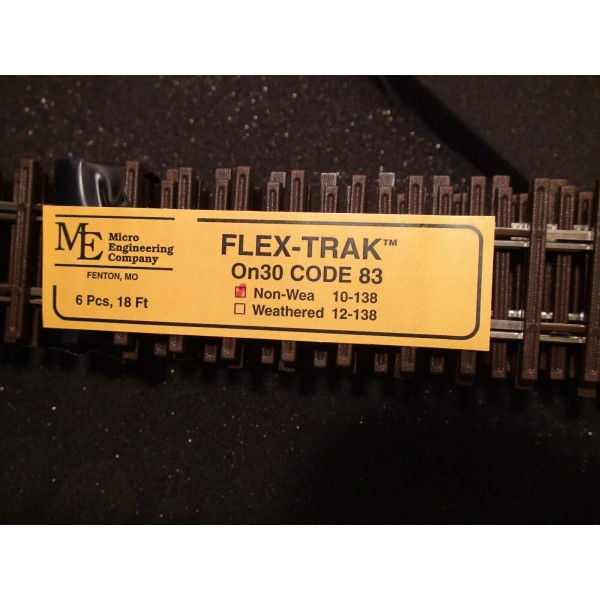 ME Micro
Engineering
Company
FENTON, MO
6 Pcs, 18 Ft
FLEX-TRAK™
On30 CODE 83
Non-Wea 10-138
Weathered 12-138